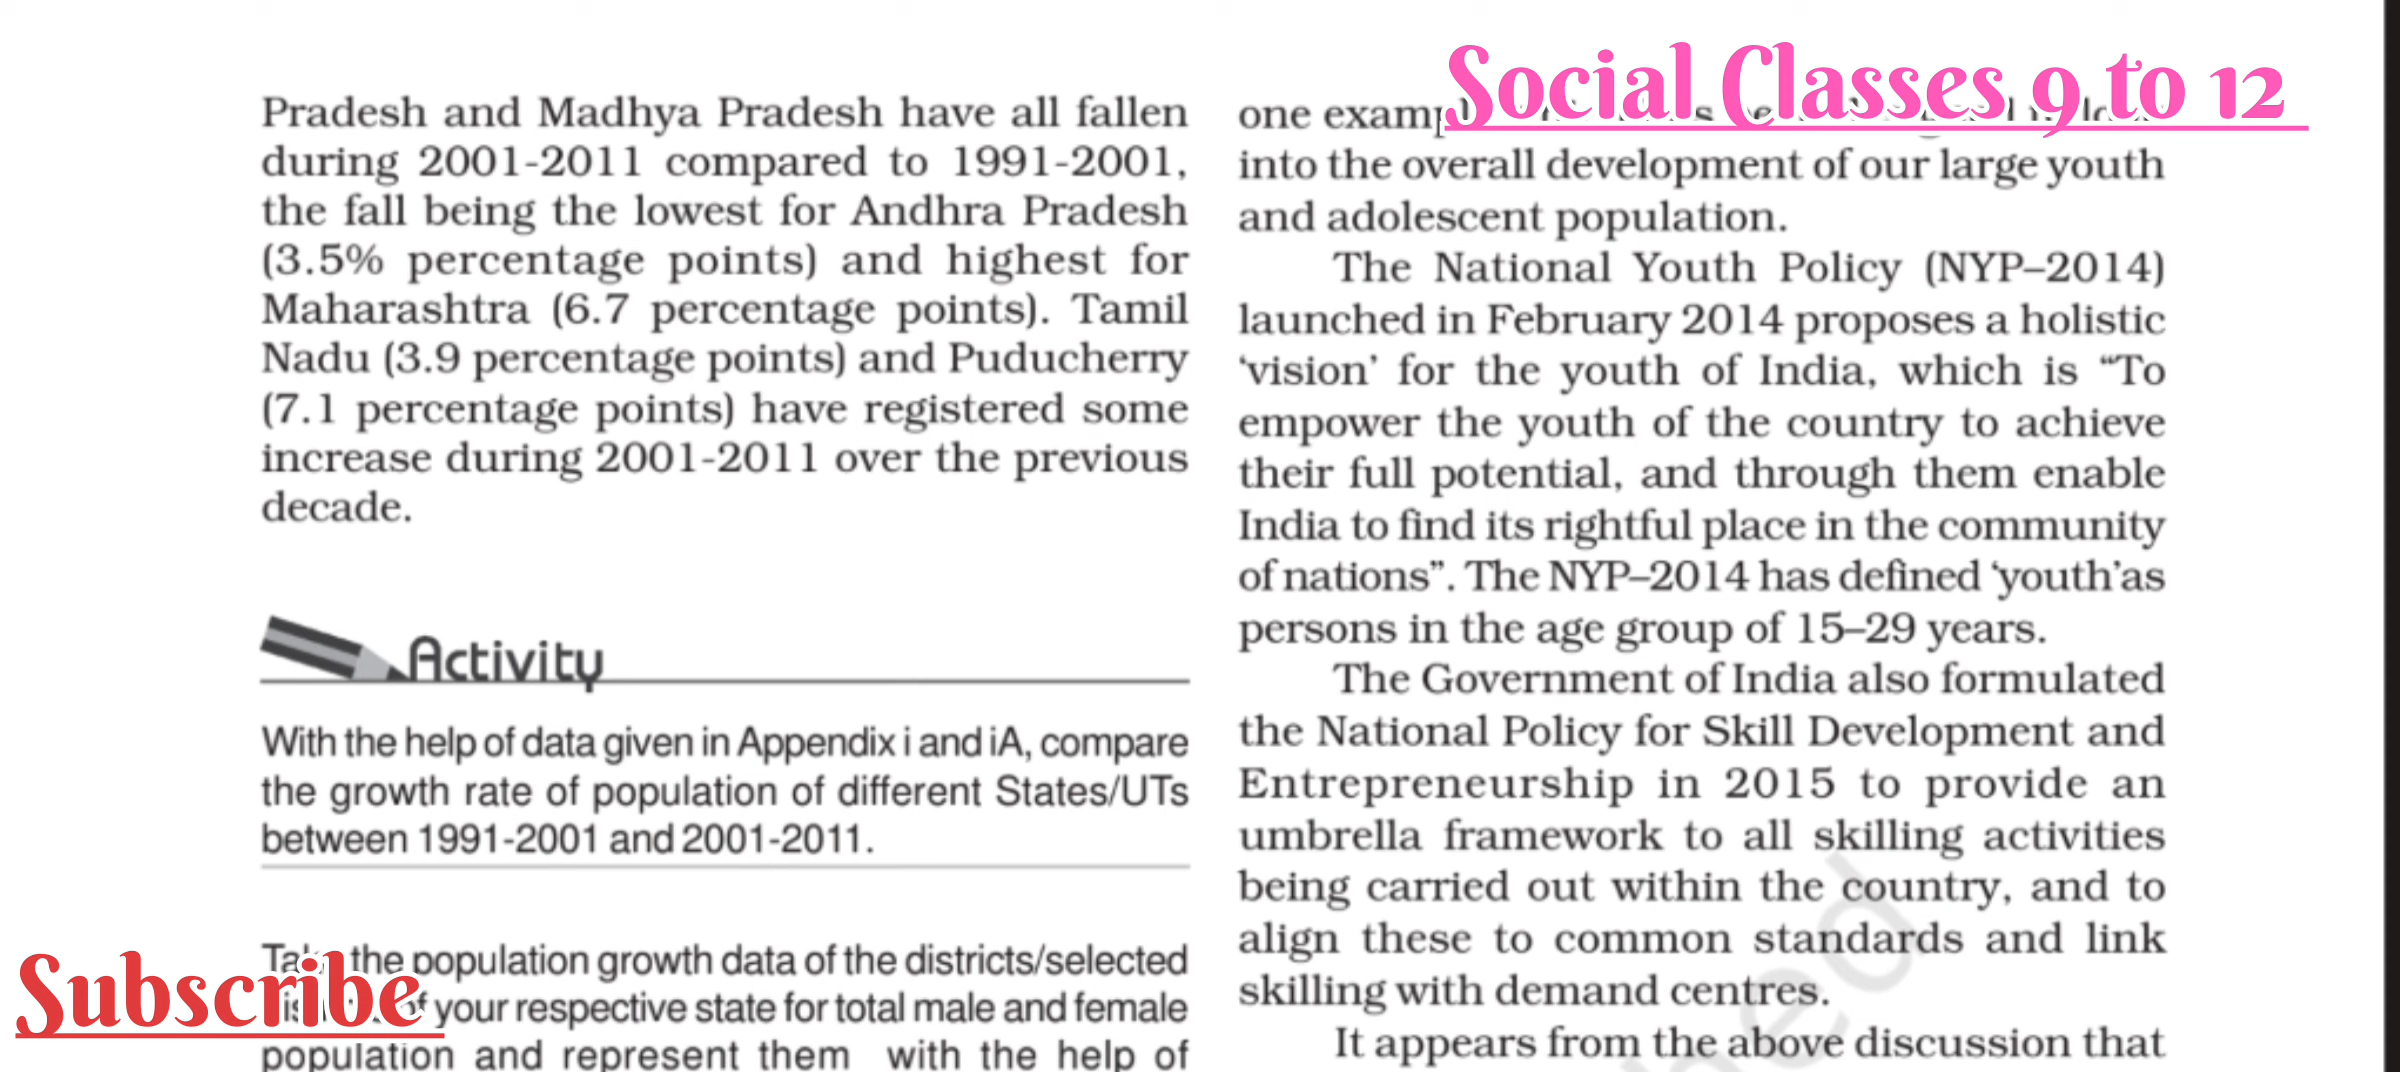 Social Classes 9 to 12
Pradesh and Madhya Pradesh have all fallen
during 2001-2011 compared to 1991-2001,
the fall being the lowest for Andhra Pradesh
(3.5% percentage points) and highest for
Maharashtra (6.7 percentage points). Tamil
Nadu (3.9 percentage points) and Puducherry
(7.1 percentage points) have registered some
increase during 2001-2011 over the previous
decade.
Activity
With the help of data given in Appendix i and iA, compare
the growth rate of population of different States/UTs
between 1991-2001 and 2001-2011.
the population growth data of the districts/selected
of your respective state for total male and female
population and represent them with the help of
Subscribe
one
into the overall development of our large youth
and adolescent population.
The National Youth Policy (NYP–2014)
launched in February 2014 proposes a holistic
‘vision’ for the youth of India, which is “To
empower the youth of the country to achieve
their full potential, and through them enable
India to find its rightful place in the community
of nations”. The NYP–2014 has defined ‘youth’as
persons in the age group of 15–29 years.
The Government of India also formulated
the National Policy for Skill Development and
Entrepreneurship in 2015 to provide an
umbrella framework to all skilling activities
being carried out within the country, and to
align these to common standards and link
skilling with demand centres.
It appears from the above discussion that